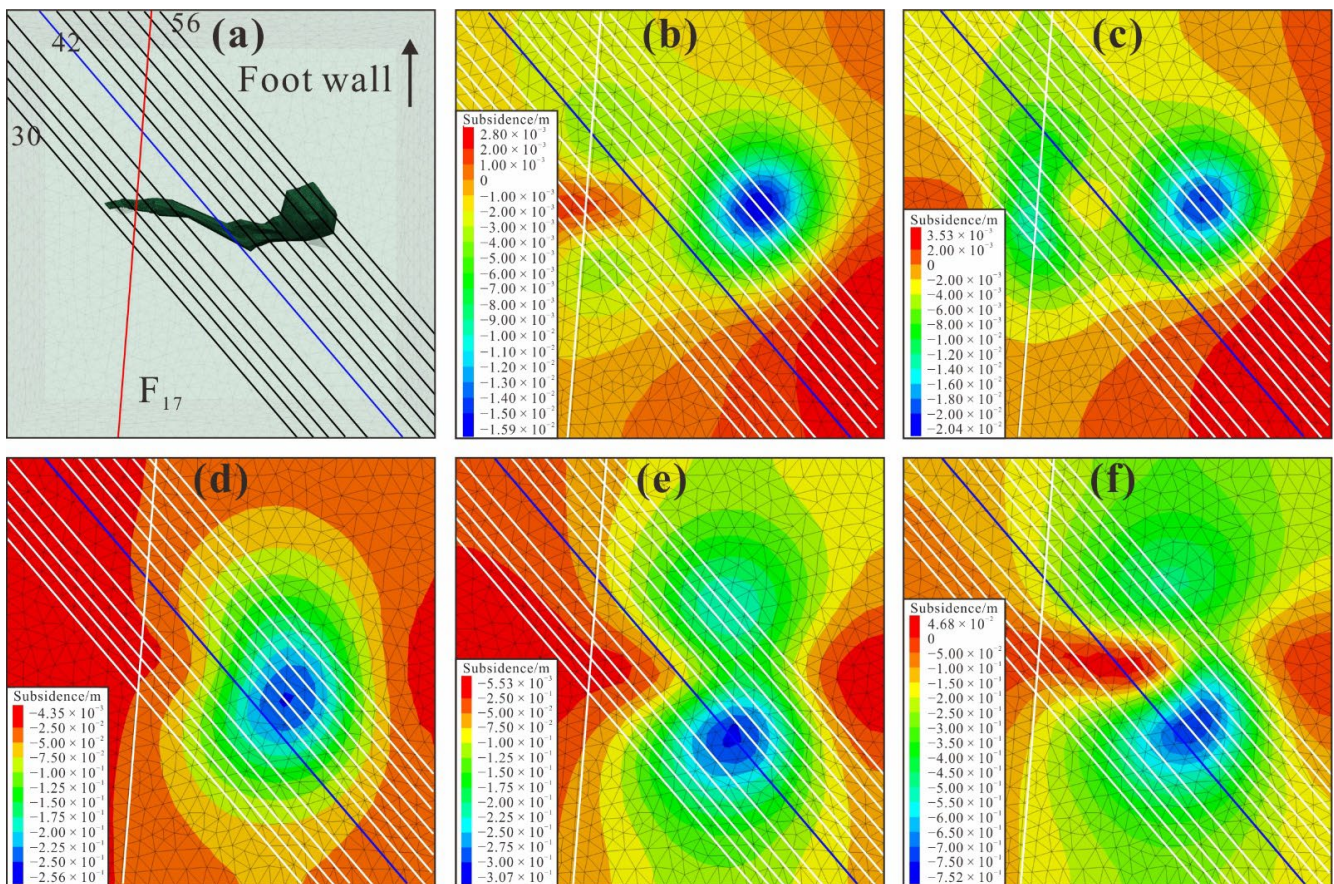 (a)
56
42
Foot wall
30
F₁₇
(b)
Subsidence/m
2.80 × 10⁻³
2.00 × 10⁻³
1.00 × 10⁻³
0
−1.00 × 10⁻³
−2.00 × 10⁻³
−3.00 × 10⁻³
−4.00 × 10⁻³
−5.00 × 10⁻³
−6.00 × 10⁻³
−7.00 × 10⁻³
−8.00 × 10⁻³
−9.00 × 10⁻³
−1.00 × 10⁻²
−1.10 × 10⁻²
−1.20 × 10⁻²
−1.30 × 10⁻²
−1.40 × 10⁻²
−1.50 × 10⁻²
−1.59 × 10⁻²
(c)
Subsidence/m
3.53 × 10⁻³
2.00 × 10⁻³
0
−2.00 × 10⁻³
−4.00 × 10⁻³
−6.00 × 10⁻³
−8.00 × 10⁻³
−1.00 × 10⁻²
−1.20 × 10⁻²
−1.40 × 10⁻²
−1.60 × 10⁻²
−1.80 × 10⁻²
−2.00 × 10⁻²
−2.04 × 10⁻²
(d)
Subsidence/m
−4.35 × 10⁻³
−2.50 × 10⁻²
−5.00 × 10⁻²
−7.50 × 10⁻²
−1.00 × 10⁻¹
−1.25 × 10⁻¹
−1.50 × 10⁻¹
−1.75 × 10⁻¹
−2.00 × 10⁻¹
−2.25 × 10⁻¹
−2.50 × 10⁻¹
−2.56 × 10⁻¹
(e)
Subsidence/m
−5.53 × 10⁻³
−2.50 × 10⁻²
−5.00 × 10⁻²
−7.50 × 10⁻²
−1.00 × 10⁻¹
−1.25 × 10⁻¹
−1.50 × 10⁻¹
−1.75 × 10⁻¹
−2.00 × 10⁻¹
−2.25 × 10⁻¹
−2.50 × 10⁻¹
−2.75 × 10⁻¹
−3.00 × 10⁻¹
−3.07 × 10⁻¹
(f)
Subsidence/m
4.68 × 10⁻²
0
−5.00 × 10⁻²
−1.00 × 10⁻¹
−1.50 × 10⁻¹
−2.00 × 10⁻¹
−2.50 × 10⁻¹
−3.00 × 10⁻¹
−3.50 × 10⁻¹
−4.00 × 10⁻¹
−4.50 × 10⁻¹
−5.00 × 10⁻¹
−5.50 × 10⁻¹
−6.00 × 10⁻¹
−6.50 × 10⁻¹
−7.00 × 10⁻¹
−7.50 × 10⁻¹
−7.52 × 10⁻¹